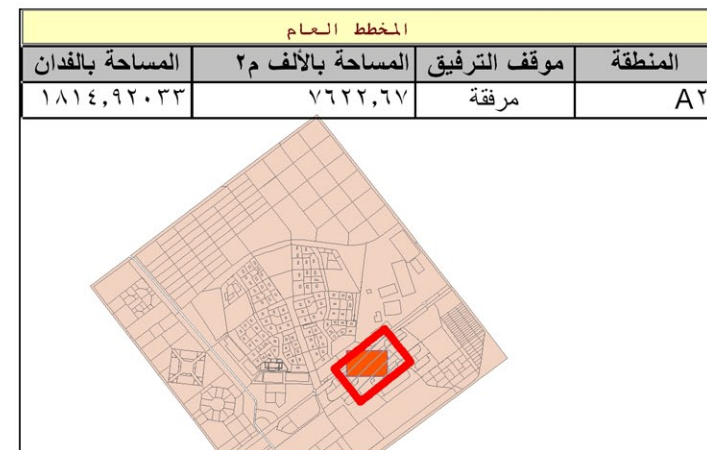 المخطط العام
المنطقة موقف الترفيق المساحة بالألف م٢ المساحة بالفدان
A٢ مرفقة ٧٦٢٢,٦٧ ١٨١٤,٩٢٠٣٣